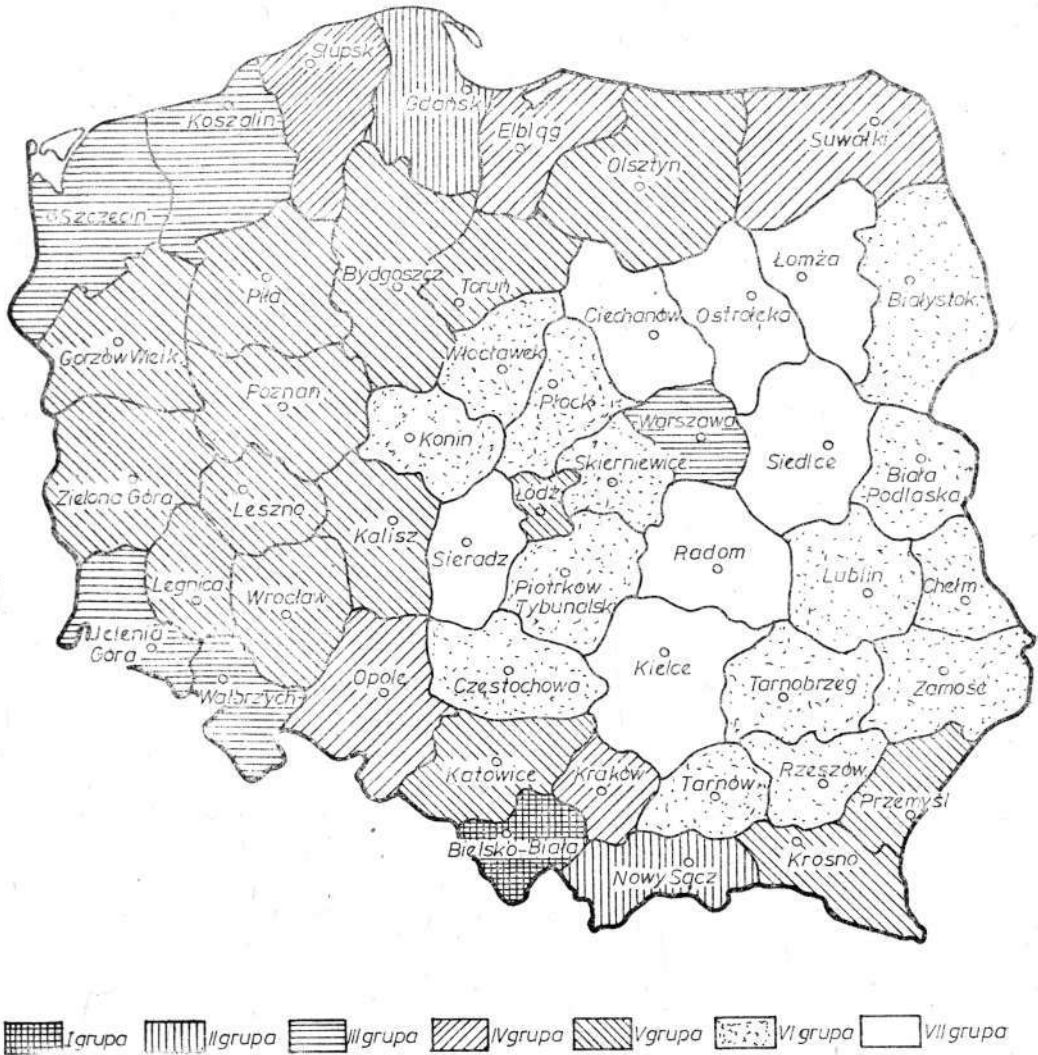 Słupsk
Gdańsk
Koszalin
Elbląg
Suwałki
Olsztyn
Szczecin
Łomża
Bydgoszcz
Białystok
Piła
Toruń
Ciechanów
Ostrołęka
Gorzów Wielk.
Włocławek
Poznań
Płock
Warszawa
Konin
Skierniewice
Siedlce
Biała
-Podlaska
Zielona Góra
Leszno
Łódź
Kalisz
Sieradz
Radom
Legnica
Wrocław
Piotrków
Tybunalsk
Lublin
Chełm
Jelenia
Góra
Kielce
Wałbrzych
Opole
Częstochowa
Tarnobrzeg
Zamość
Katowice
Kraków
Tarnów
Rzeszów
Przemyśl
Bielsko-Biała
Krosno
Nowy Sącz
I grupa II grupa III grupa IV grupa V grupa VI grupa VII grupa